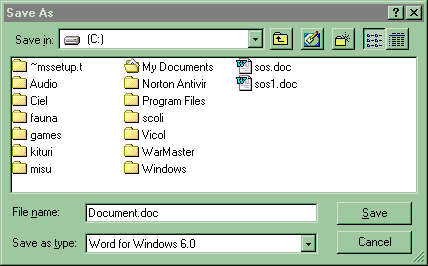 Save As
Save in: (C:)
~mssetup.t My Documents sos.doc
Audio Norton Antivir sos1.doc
Ciel Program Files
fauna scoli
games Vicol
kituri WarMaster
misu Windows
File name: Document.doc Save
Save as type: Word for Windows 6.0 Cancel